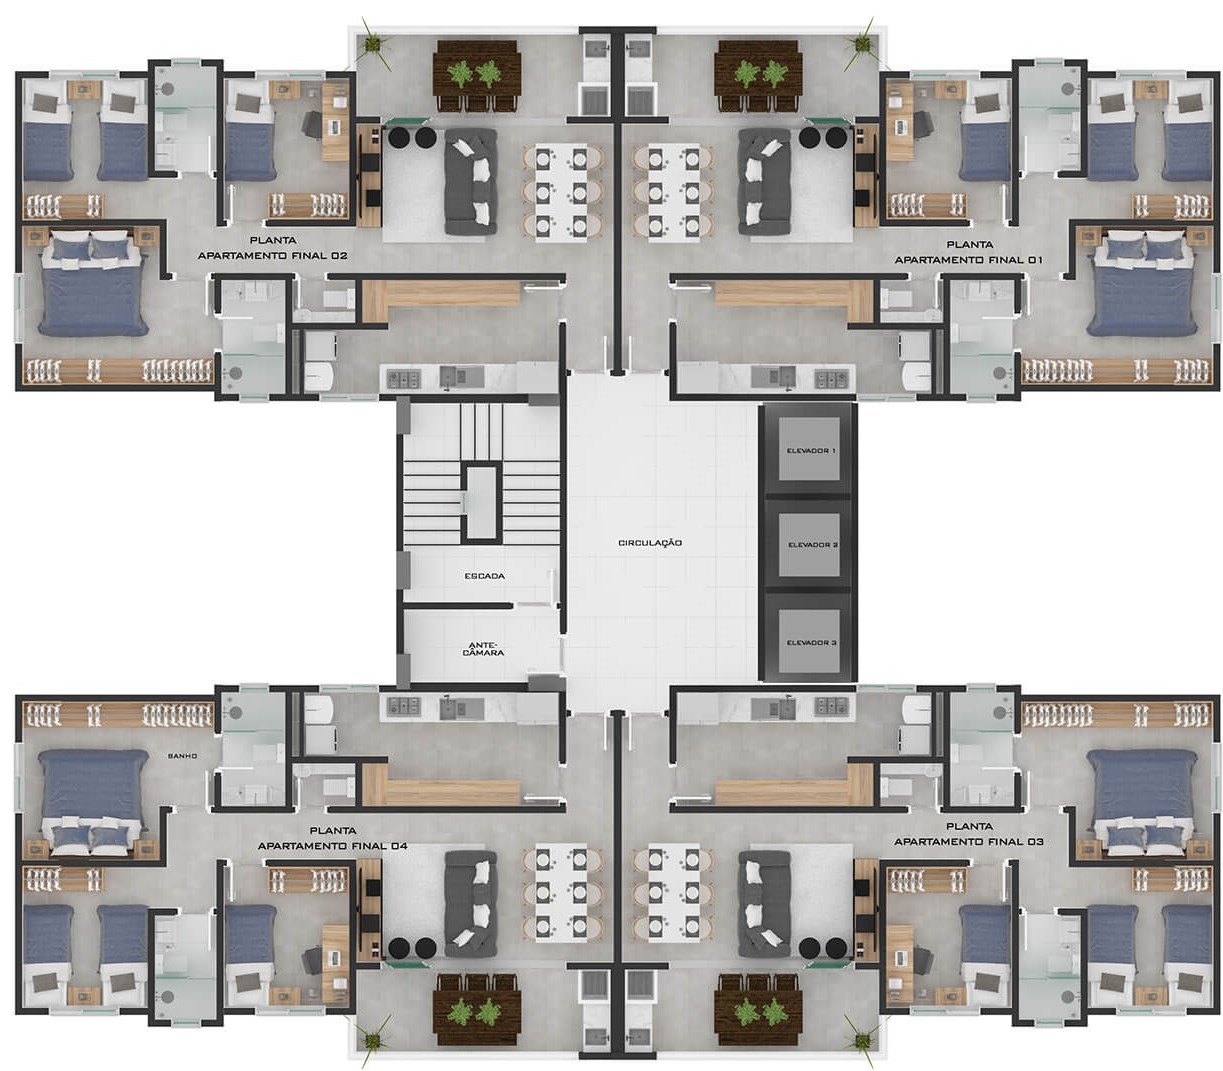 PLANTA
APARTAMENTO FINAL 02
PLANTA
APARTAMENTO FINAL 01
ELEVADOR 1
CIRCULAÇÃO
ELEVADOR 2
ESCADA
ANTE-
CÂMARA
ELEVADOR 3
BANHO
PLANTA
APARTAMENTO FINAL 04
PLANTA
APARTAMENTO FINAL 03